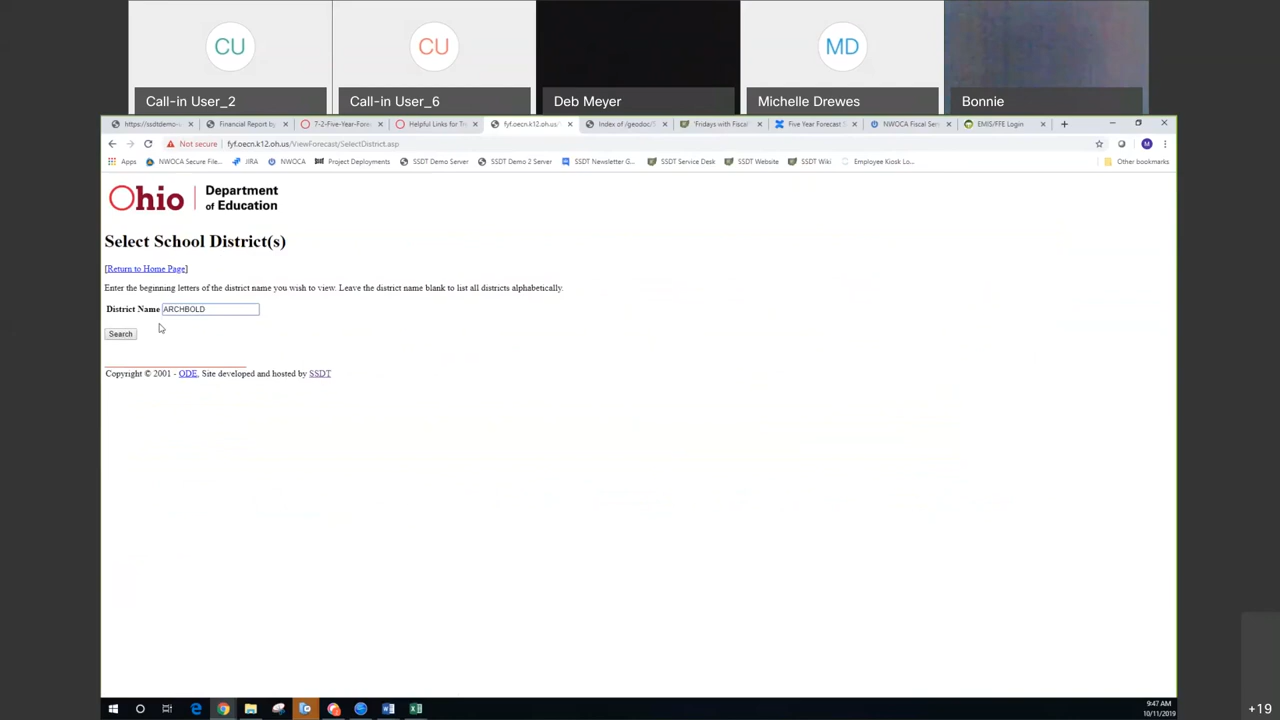 CU
CU
MD
Call-in User_2
Call-in User_6
Deb Meyer
Michelle Drewes
Bonnie
https://ssdtdemo-
Financial Report by
7-2-Five-Year-Fore
Helpful Links for Tr
fyf.oecn.k12.oh.us/
Index of /geodoc/S
'Fridays with Fiscal
Five Year Forecast
NWOCA Fiscal Ser
EMIS/FFE Login
Not secure
fyf.oecn.k12.oh.us/ViewForecast/SelectDistrict.asp
M
Apps
NWOCA Secure File...
JIRA
NWOCA
Project Deployments
SSDT Demo Server
SSDT Demo 2 Server
SSDT Newsletter G...
SSDT Service Desk
SSDT Website
SSDT Wiki
Employee Kiosk Lo...
Other bookmarks
Ohio
Department
of Education
Select School District(s)
[Return to Home Page]
Enter the beginning letters of the district name you wish to view. Leave the district name blank to list all districts alphabetically.
District Name ARCHBOLD
Search
Copyright © 2001 - ODE, Site developed and hosted by SSDT
9:47 AM
10/11/2019
+19